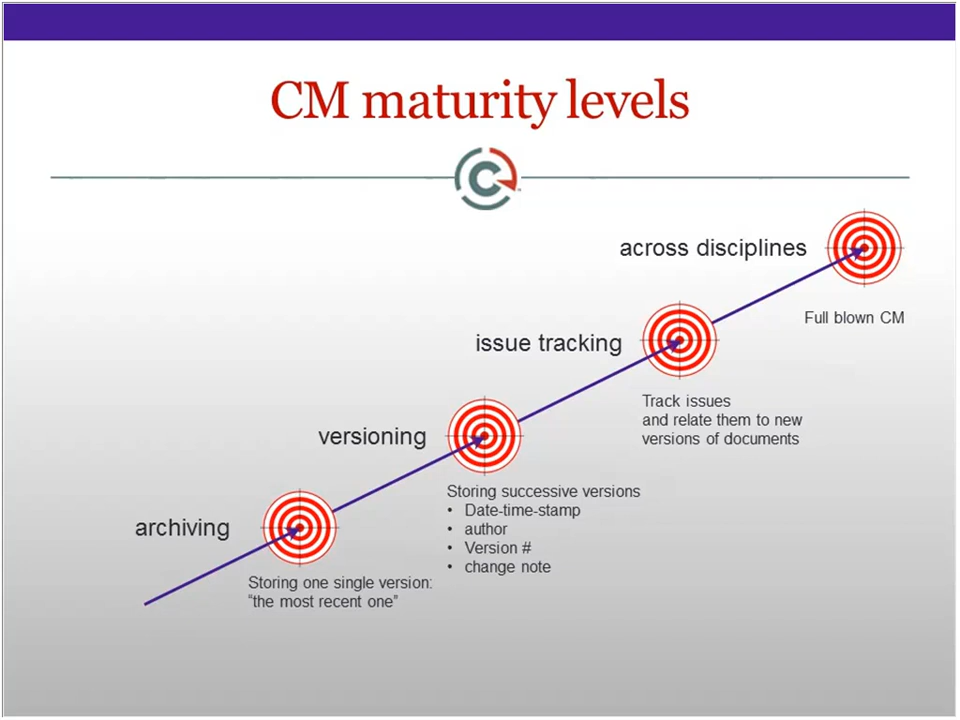 CM maturity levels
across disciplines
Full blown CM
issue tracking
Track issues
and relate them to new
versions of documents
versioning
Storing successive versions
• Date-time-stamp
• author
• Version #
• change note
archiving
Storing one single version:
“the most recent one”